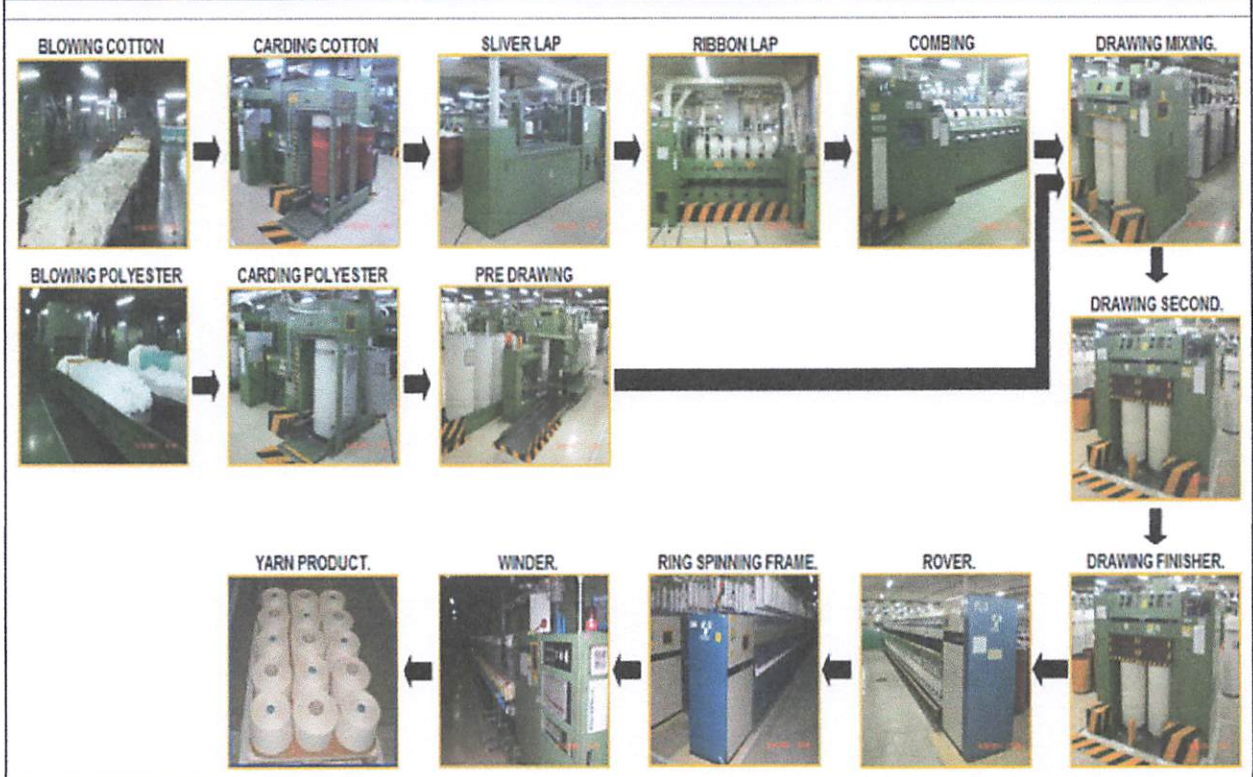 BLOWING COTTON
CARDING COTTON
SLIVER LAP
RIBBON LAP
COMBING
DRAWING MIXING.
BLOWING POLYESTER
CARDING POLYESTER
PRE DRAWING
DRAWING SECOND.
YARN PRODUCT.
WINDER.
RING SPINNING FRAME.
ROVER.
DRAWING FINISHER.